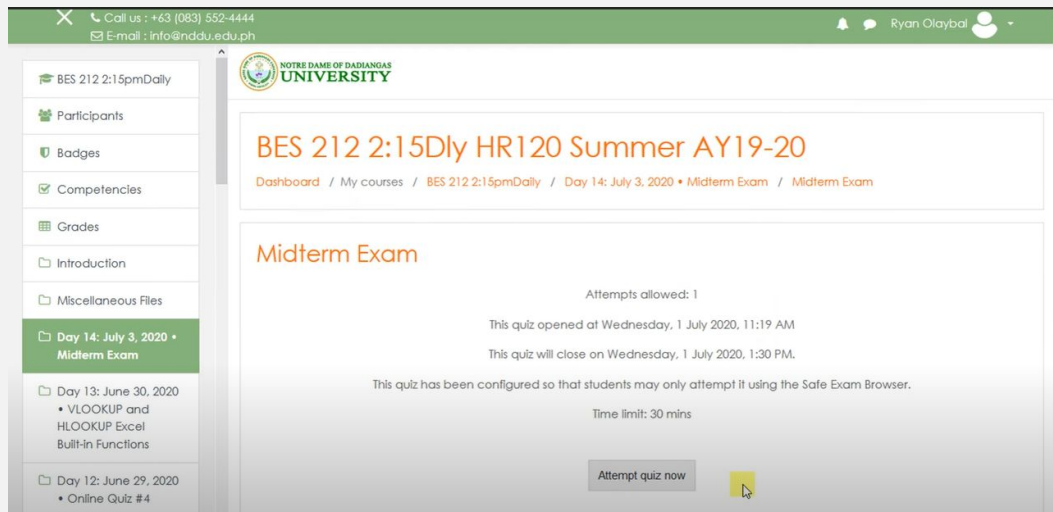 Call us : +63 (083) 552-4444
E-mail : info@nddu.edu.ph
Ryan Olaybal
BES 212 2:15pmDaily
Participants
Badges
Competencies
Grades
Introduction
Miscellaneous Files
Day 14: July 3, 2020 •
Midterm Exam
Day 13: June 30, 2020
• VLOOKUP and
HLOOKUP Excel
Built-in Functions
Day 12: June 29, 2020
• Online Quiz #4
NOTRE DAME OF DADIANGAS
UNIVERSITY
BES 212 2:15Dly HR120 Summer AY19-20
Dashboard / My courses / BES 212 2:15pmDaily / Day 14: July 3, 2020 • Midterm Exam / Midterm Exam
Midterm Exam
Attempts allowed: 1
This quiz opened at Wednesday, 1 July 2020, 11:19 AM
This quiz will close on Wednesday, 1 July 2020, 1:30 PM.
This quiz has been configured so that students may only attempt it using the Safe Exam Browser.
Time limit: 30 mins
Attempt quiz now